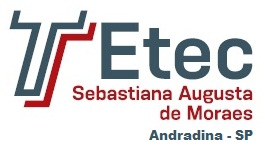 Etec
Sebastiana Augusta
de Moraes
Andradina - SP